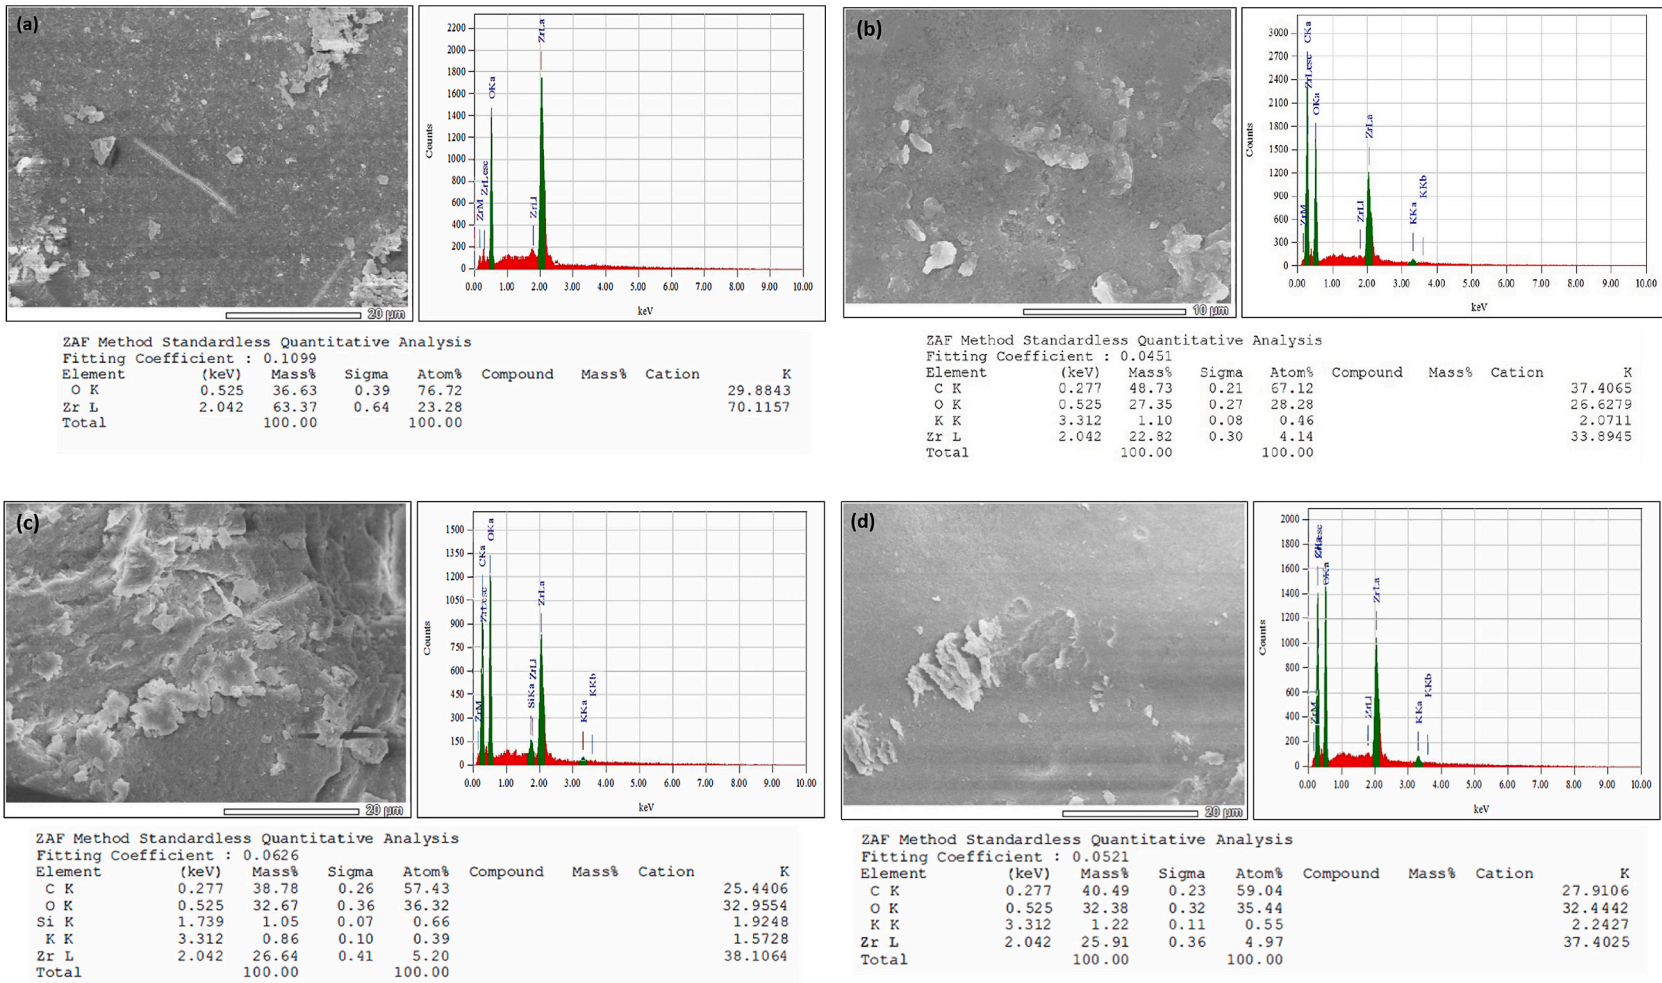 (a)
20 μm
2200
2000
1800
1600
1400
1200
1000
800
600
400
200
0
Counts
ZrM
ZrLesc
OKa
ZrLl
ZrLa
0.00 1.00 2.00 3.00 4.00 5.00 6.00 7.00 8.00 9.00 10.00
keV
ZAF Method Standardless Quantitative Analysis
Fitting Coefficient : 0.1099
Element (keV) Mass% Sigma Atom% Compound Mass% Cation K
O K 0.525 36.63 0.39 76.72 29.8843
Zr L 2.042 63.37 0.64 23.28 70.1157
Total 100.00 100.00
(b)
10 μm
3000
2700
2400
2100
1800
1500
1200
900
600
300
0
Counts
ZrM
CKa
ZrLesc
OKa
ZrLl
ZrLa
KKa
KKb
0.00 1.00 2.00 3.00 4.00 5.00 6.00 7.00 8.00 9.00 10.00
keV
ZAF Method Standardless Quantitative Analysis
Fitting Coefficient : 0.0451
Element (keV) Mass% Sigma Atom% Compound Mass% Cation K
C K 0.277 48.73 0.21 67.12 37.4065
O K 0.525 27.35 0.27 28.28 26.6279
K K 3.312 1.10 0.08 0.46 2.0711
Zr L 2.042 22.82 0.30 4.14 33.8945
Total 100.00 100.00
(c)
20 μm
1500
1350
1200
1050
900
750
600
450
300
150
0
Counts
ZrM
CKa
ZrLesc
OKa
SiKa
ZrLl
ZrLa
KKa
KKb
0.00 1.00 2.00 3.00 4.00 5.00 6.00 7.00 8.00 9.00 10.00
keV
ZAF Method Standardless Quantitative Analysis
Fitting Coefficient : 0.0626
Element (keV) Mass% Sigma Atom% Compound Mass% Cation K
C K 0.277 38.78 0.26 57.43 25.4406
O K 0.525 32.67 0.36 36.32 32.9554
Si K 1.739 1.05 0.07 0.66 1.9248
K K 3.312 0.86 0.10 0.39 1.5728
Zr L 2.042 26.64 0.41 5.20 38.1064
Total 100.00 100.00
(d)
20 μm
2000
1800
1600
1400
1200
1000
800
600
400
200
0
Counts
ZrM
OKa
ZrLl
ZrLa
KKa
KKb
0.00 1.00 2.00 3.00 4.00 5.00 6.00 7.00 8.00 9.00 10.00
keV
ZAF Method Standardless Quantitative Analysis
Fitting Coefficient : 0.0521
Element (keV) Mass% Sigma Atom% Compound Mass% Cation K
C K 0.277 40.49 0.23 59.04 27.9106
O K 0.525 32.38 0.32 35.44 32.4442
K K 3.312 1.22 0.11 0.55 2.2427
Zr L 2.042 25.91 0.36 4.97 37.4025
Total 100.00 100.00